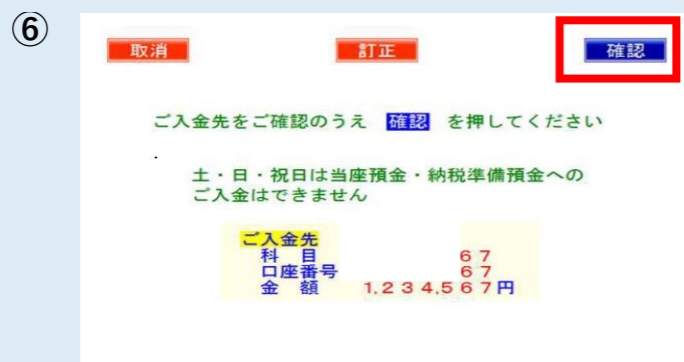 ⑥
取消 訂正 確認
ご入金先をご確認のうえ 確認 を押してください
.
土・日・祝日は当座預金・納税準備預金への
ご入金はできません
ご入金先
科 目 67
口座番号 67
金 額 1,234,567円